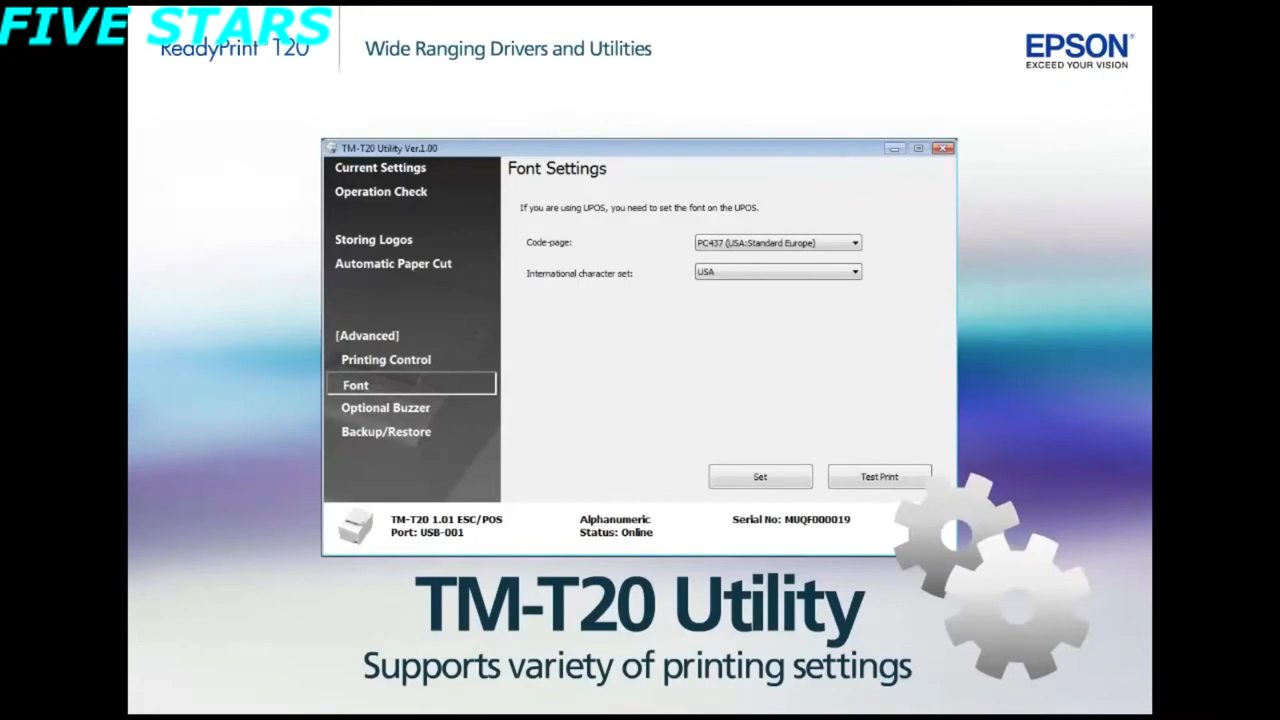 FIVE STARS
ReadyPrint T20
Wide Ranging Drivers and Utilities
EPSON
EXCEED YOUR VISION
TM-T20 Utility Ver.1.00
Current Settings
Operation Check
Storing Logos
Automatic Paper Cut
[Advanced]
Printing Control
Font
Optional Buzzer
Backup/Restore
Font Settings
If you are using UPOS, you need to set the font on the UPOS.
Code-page: PC437 (USA:Standard Europe)
International character set: USA
Set Test Print
TM-T20 1.01 ESC/POS Alphanumeric Serial No: MUQF000019
Port: USB-001 Status: Online
TM-T20 Utility
Supports variety of printing settings